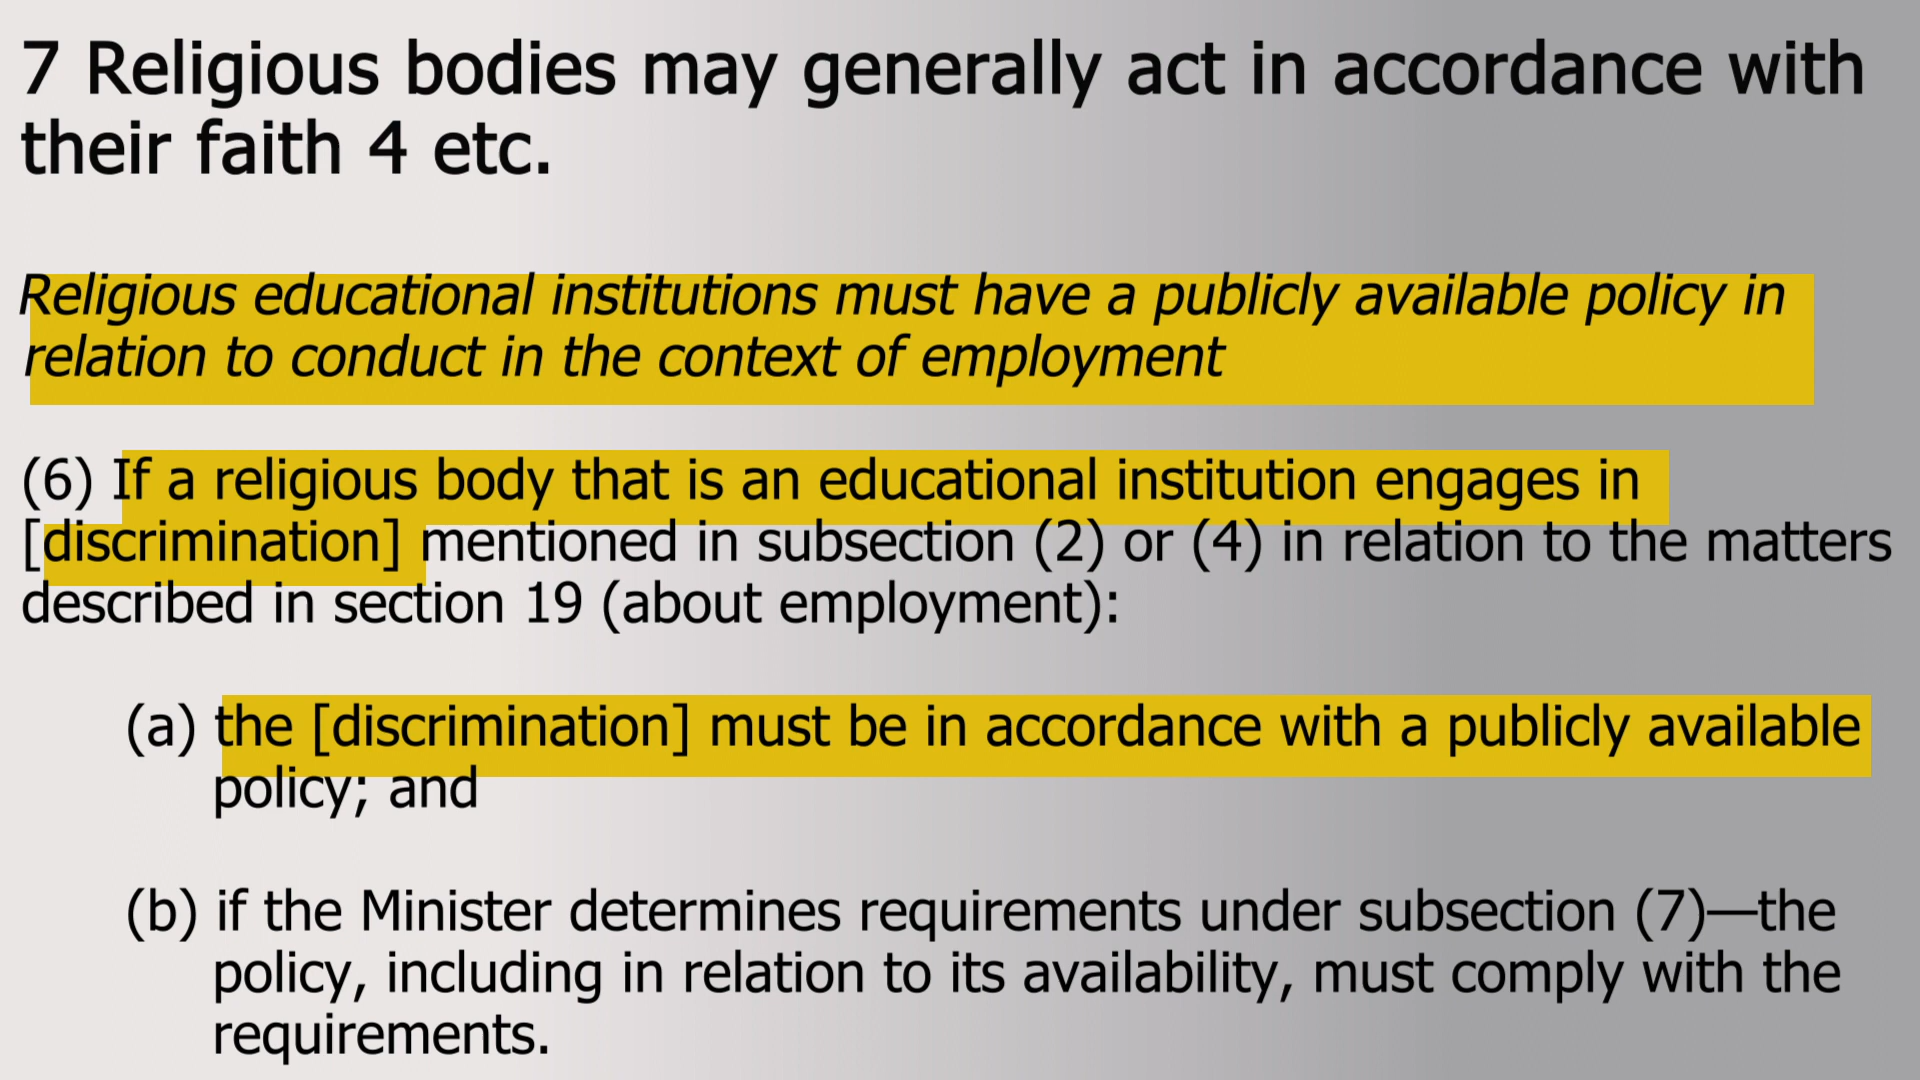 7 Religious bodies may generally act in accordance with
their faith 4 etc.
Religious educational institutions must have a publicly available policy in
relation to conduct in the context of employment
(6) If a religious body that is an educational institution engages in
[discrimination] mentioned in subsection (2) or (4) in relation to the matters
described in section 19 (about employment):
(a) the [discrimination] must be in accordance with a publicly available
policy; and
(b) if the Minister determines requirements under subsection (7)—the
policy, including in relation to its availability, must comply with the
requirements.